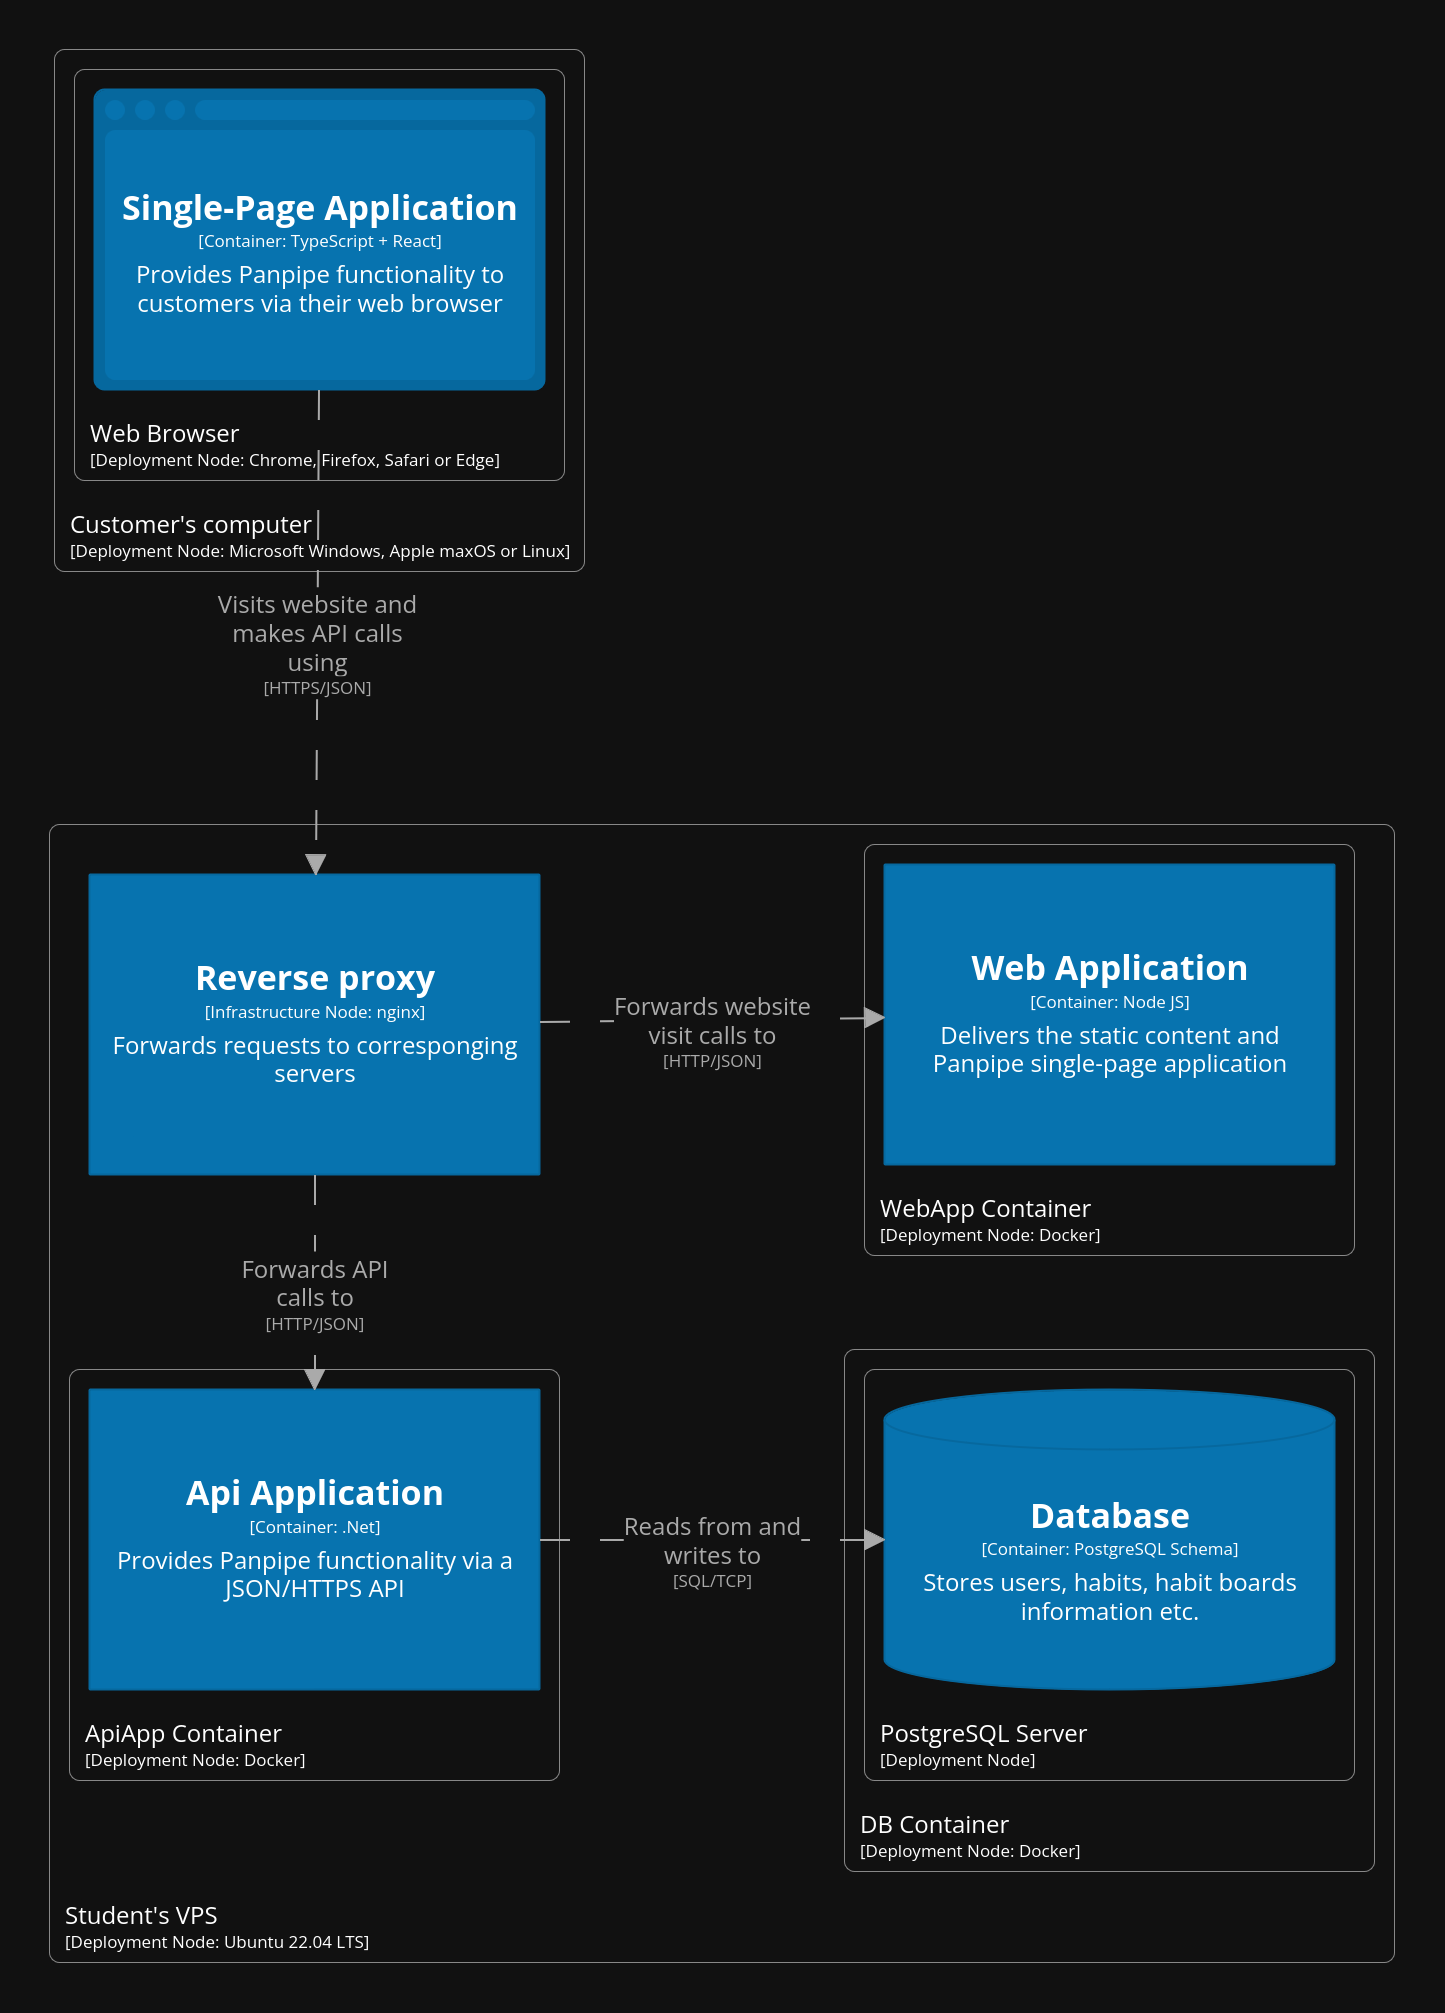 Single-Page Application
[Container: TypeScript + React]
Provides Panpipe functionality to
customers via their web browser
Web Browser
[Deployment Node: Chrome, Firefox, Safari or Edge]
Customer's computer
[Deployment Node: Microsoft Windows, Apple maxOS or Linux]
Visits website and
makes API calls
using
[HTTPS/JSON]
Reverse proxy
[Infrastructure Node: nginx]
Forwards requests to corresponging
servers
Forwards website
visit calls to
[HTTP/JSON]
Web Application
[Container: Node JS]
Delivers the static content and
Panpipe single-page application
WebApp Container
[Deployment Node: Docker]
Forwards API
calls to
[HTTP/JSON]
Api Application
[Container: .Net]
Provides Panpipe functionality via a
JSON/HTTPS API
ApiApp Container
[Deployment Node: Docker]
Reads from and
writes to
[SQL/TCP]
Database
[Container: PostgreSQL Schema]
Stores users, habits, habit boards
information etc.
PostgreSQL Server
[Deployment Node]
DB Container
[Deployment Node: Docker]
Student's VPS
[Deployment Node: Ubuntu 22.04 LTS]